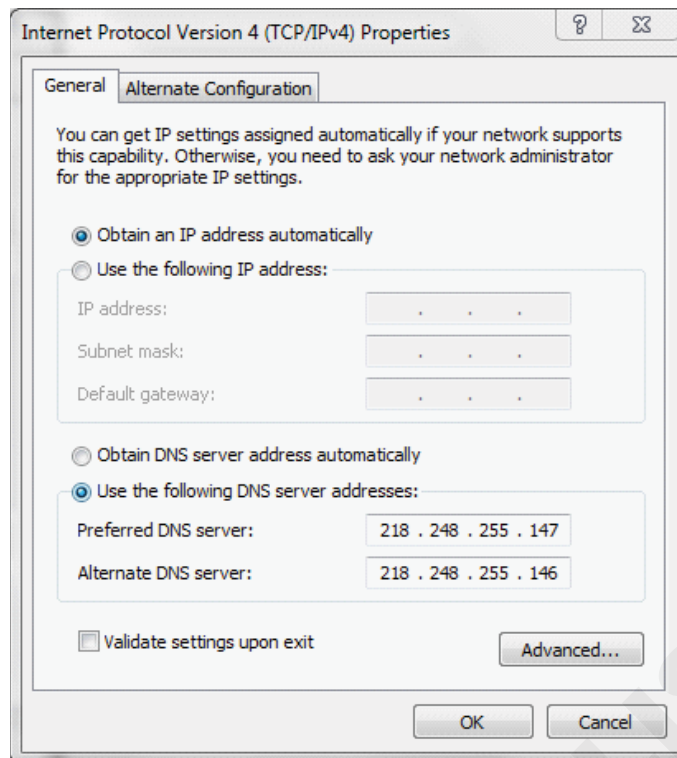 Internet Protocol Version 4 (TCP/IPv4) Properties
General
Alternate Configuration
You can get IP settings assigned automatically if your network supports
this capability. Otherwise, you need to ask your network administrator
for the appropriate IP settings.
Obtain an IP address automatically
Use the following IP address:
IP address: . . .
Subnet mask: . . .
Default gateway: . . .
Obtain DNS server address automatically
Use the following DNS server addresses:
Preferred DNS server: 218 . 248 . 255 . 147
Alternate DNS server: 218 . 248 . 255 . 146
Validate settings upon exit
Advanced...
OK
Cancel